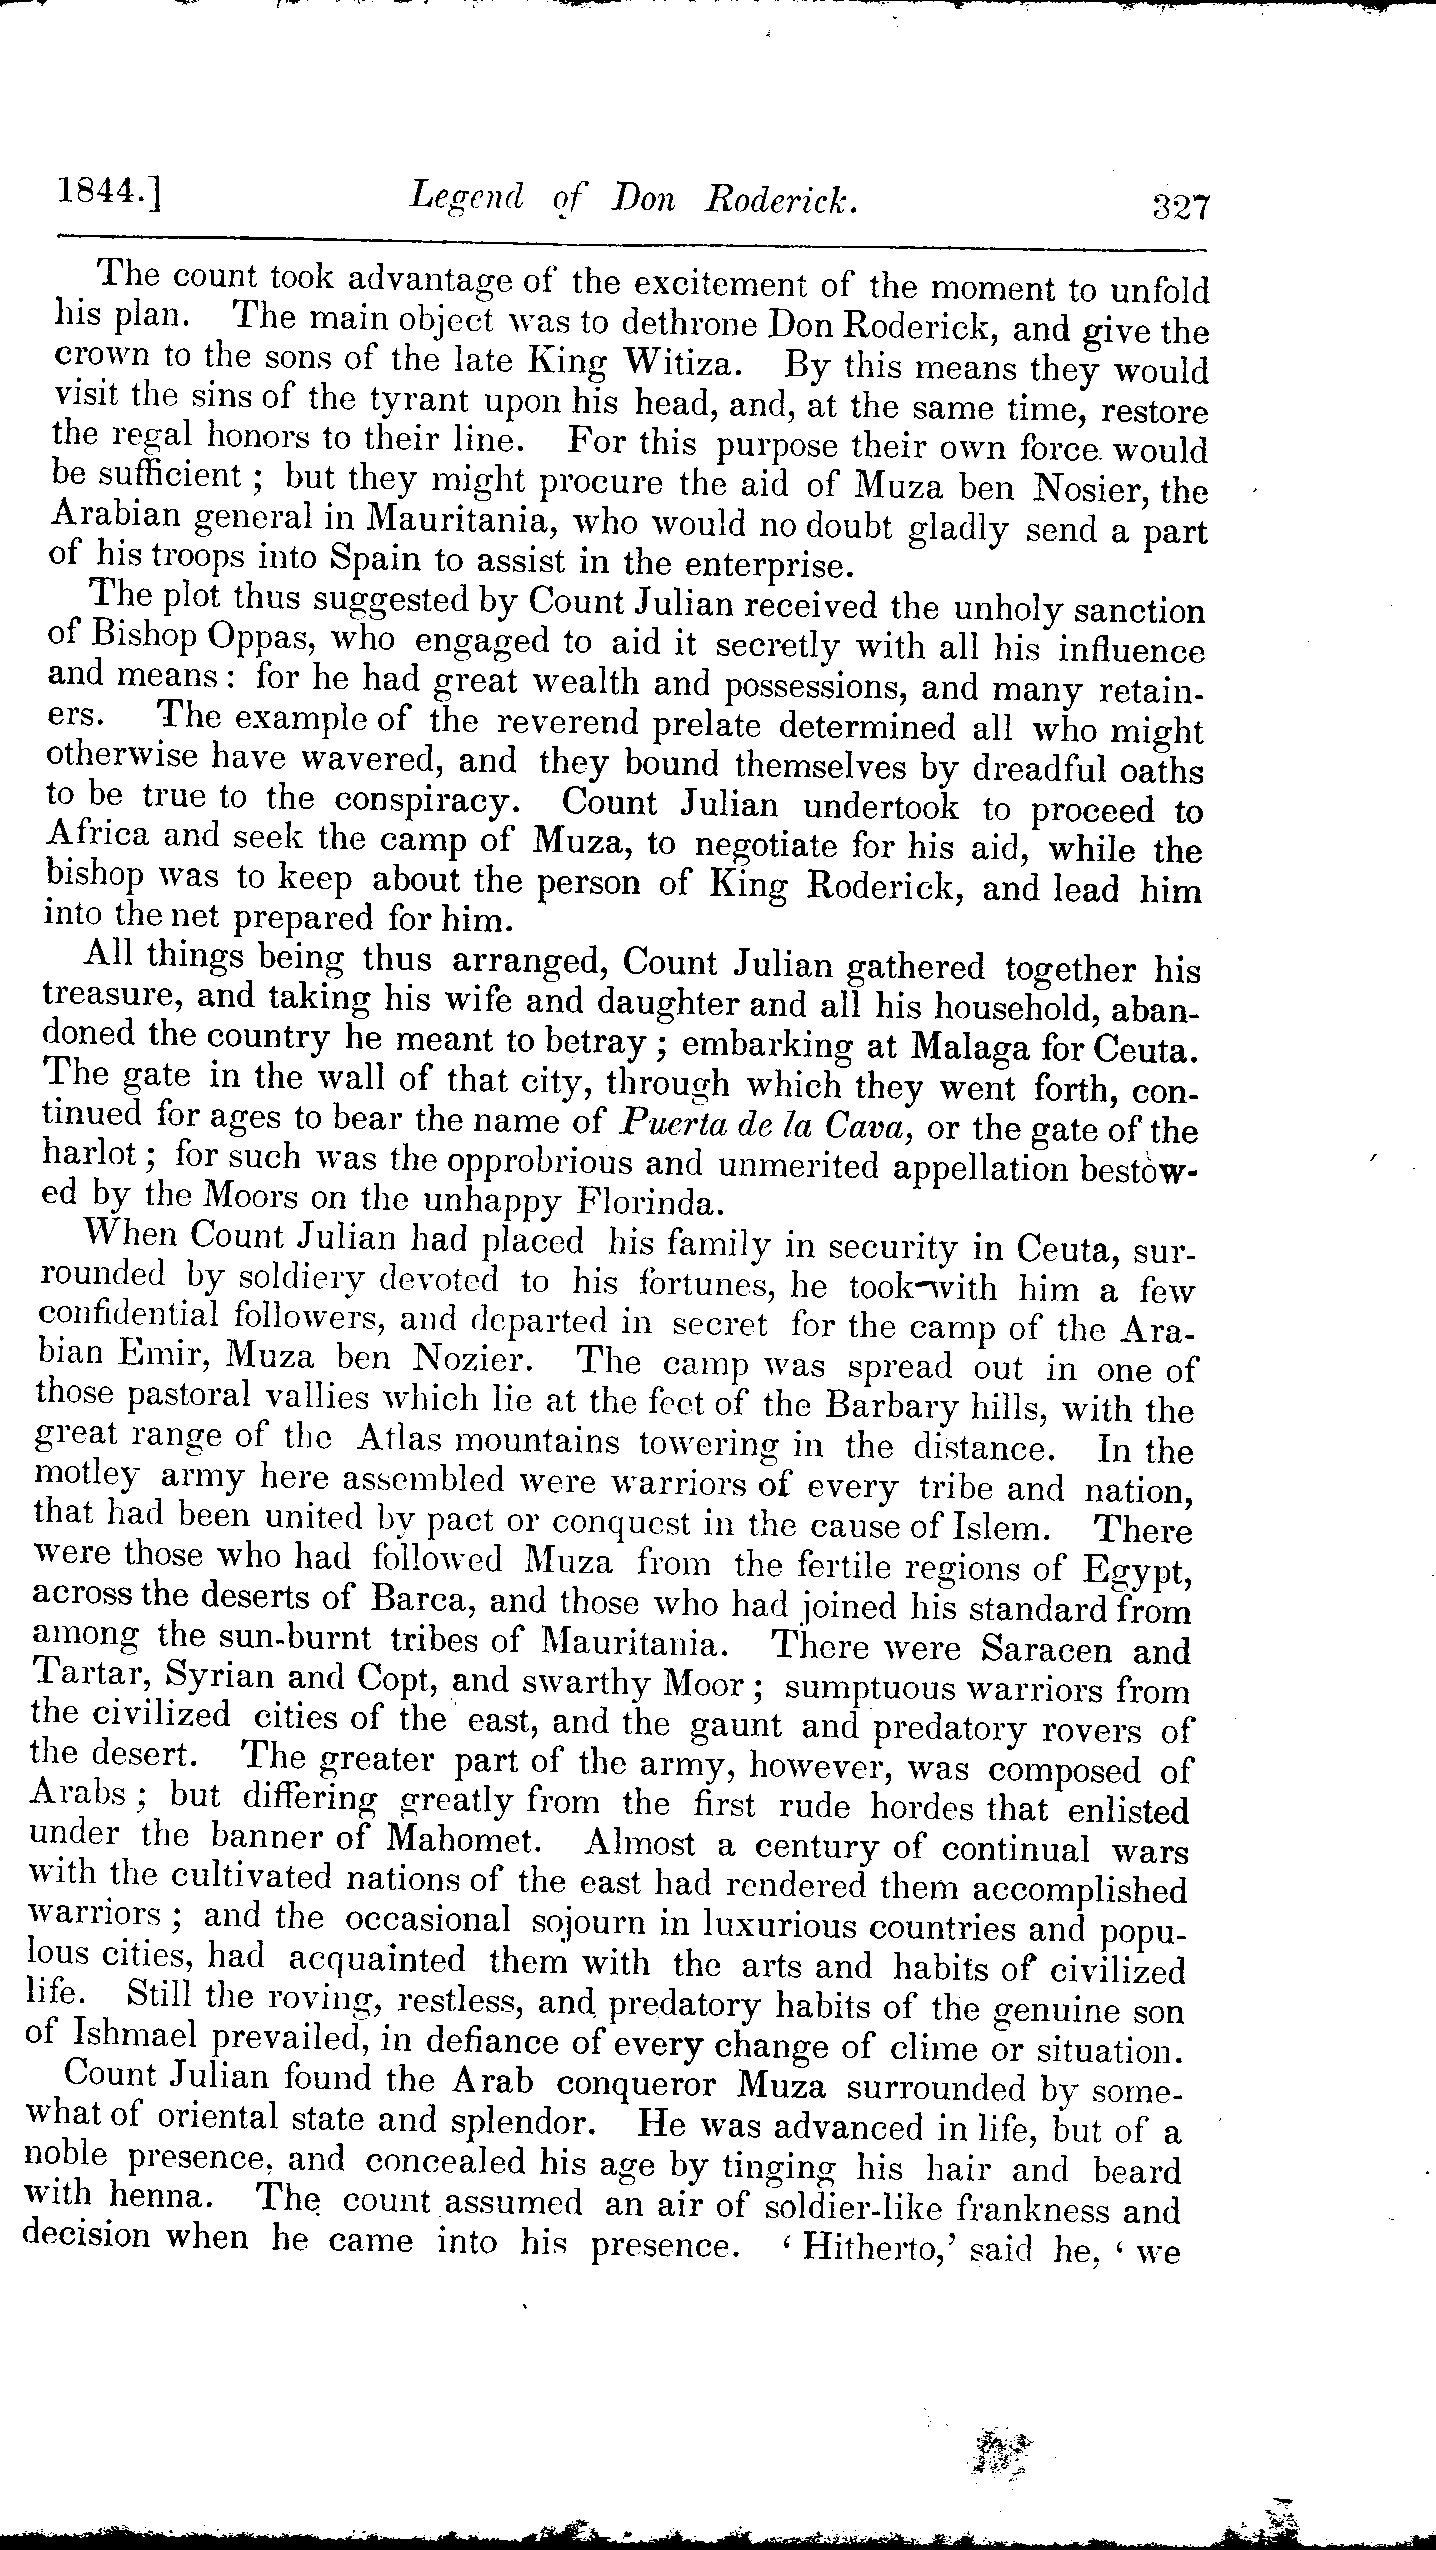 1844.] Legend of Don Roderick. 327
The count took advantage of the excitement of the moment to unfold
his plan. The main object was to dethrone Don Roderick, and give the
crown to the sons of the late King Witiza. By this means they would
visit the sins of the tyrant upon his head, and, at the same time, restore
the regal honors to their line. For this purpose their own force would
be sufficient ; but they might procure the aid of Muza ben Nosier, the
Arabian general in Mauritania, who would no doubt gladly send a part
of his troops into Spain to assist in the enterprise.
The plot thus suggested by Count Julian received the unholy sanction
of Bishop Oppas, who engaged to aid it secretly with all his influence
and means: for he had great wealth and possessions, and many retain-
ers. The example of the reverend prelate determined all who might
otherwise have wavered, and they bound themselves by dreadful oaths
to be true to the conspiracy. Count Julian undertook to proceed to
Africa and seek the camp of Muza, to negotiate for his aid, while the
bishop was to keep about the person of King Roderick, and lead him
into the net prepared for him.
All things being thus arranged, Count Julian gathered together his
treasure, and taking his wife and daughter and all his household, aban-
doned the country he meant to betray ; embarking at Malaga for Ceuta.
The gate in the wall of that city, through which they went forth, con-
tinued for ages to bear the name of Puerta de la Cava, or the gate of the
harlot ; for such was the opprobrious and unmerited appellation bestow-
ed by the Moors on the unhappy Florinda.
When Count Julian had placed his family in security in Ceuta, sur-
rounded by soldiery devoted to his fortunes, he took with him a few
confidential followers, and departed in secret for the camp of the Ara-
bian Emir, Muza ben Nozier. The camp was spread out in one of
those pastoral vallies which lie at the feet of the Barbary hills, with the
great range of the Atlas mountains towering in the distance. In the
motley army here assembled were warriors of every tribe and nation,
that had been united by pact or conquest in the cause of Islem. There
were those who had followed Muza from the fertile regions of Egypt,
across the deserts of Barca, and those who had joined his standard from
among the sun-burnt tribes of Mauritania. There were Saracen and
Tartar, Syrian and Copt, and swarthy Moor ; sumptuous warriors from
the civilized cities of the east, and the gaunt and predatory rovers of
the desert. The greater part of the army, however, was composed of
Arabs ; but differing greatly from the first rude hordes that enlisted
under the banner of Mahomet. Almost a century of continual wars
with the cultivated nations of the east had rendered them accomplished
warriors ; and the occasional sojourn in luxurious countries and popu-
lous cities, had acquainted them with the arts and habits of civilized
life. Still the roving, restless, and predatory habits of the genuine son
of Ishmael prevailed, in defiance of every change of clime or situation.
Count Julian found the Arab conqueror Muza surrounded by some-
what of oriental state and splendor. He was advanced in life, but of a
noble presence, and concealed his age by tinging his hair and beard
with henna. The count assumed an air of soldier-like frankness and
decision when he came into his presence. ‘ Hitherto,’ said he, ‘ we